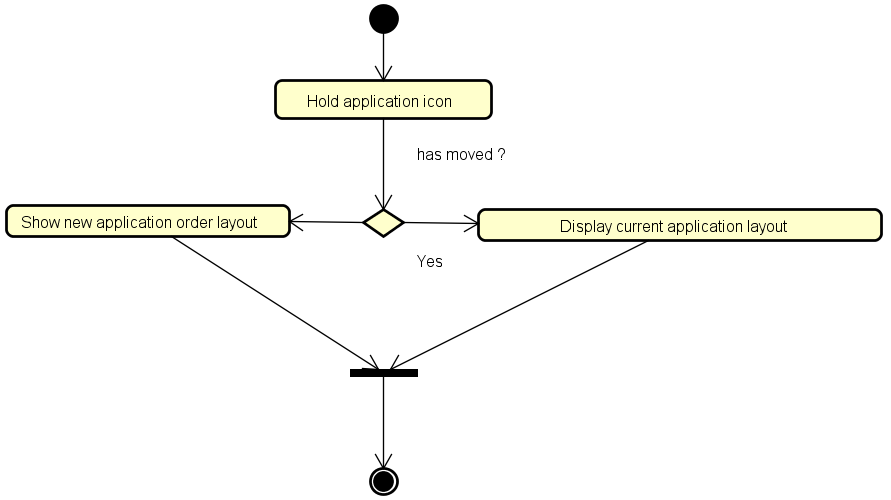 Hold application icon
has moved ?
Show new application order layout
Display current application layout
Yes